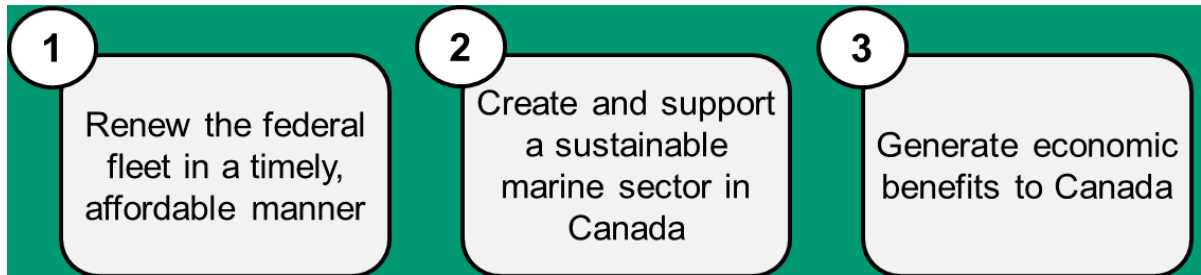 1
Renew the federal
fleet in a timely,
affordable manner
2
Create and support
a sustainable
marine sector in
Canada
3
Generate economic
benefits to Canada